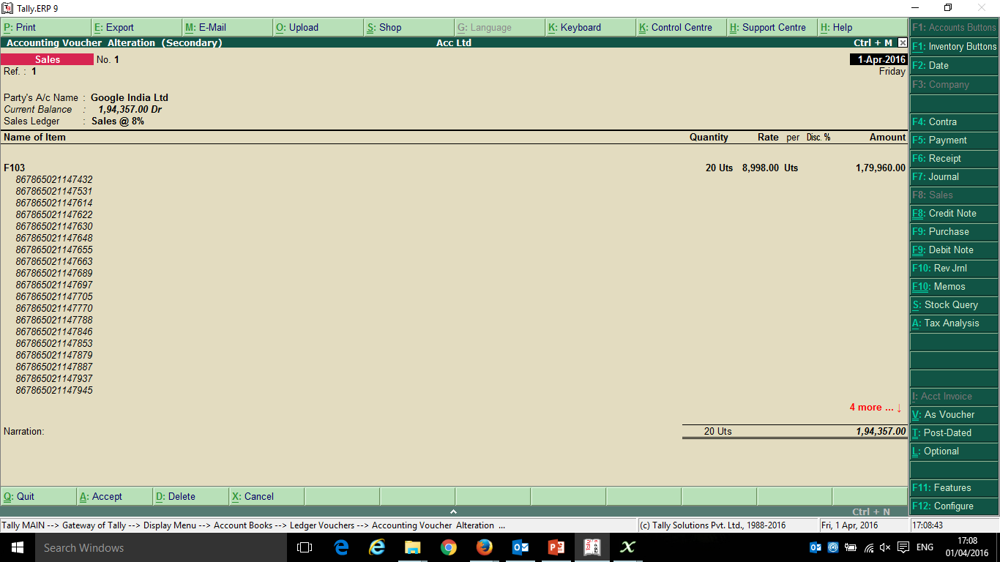 Tally.ERP 9
P: Print E: Export M: E-Mail O: Upload S: Shop G: Language K: Keyboard K: Control Centre H: Support Centre H: Help
Accounting Voucher Alteration (Secondary) Acc Ltd Ctrl + M
Sales No. 1 1-Apr-2016
Ref. : 1 Friday
Party's A/c Name : Google India Ltd
Current Balance : 1,94,357.00 Dr
Sales Ledger : Sales @ 8%
Name of Item Quantity Rate per Disc. % Amount
F103 20 Uts 8,998.00 Uts 1,79,960.00
867865021147432
867865021147531
867865021147614
867865021147622
867865021147630
867865021147648
867865021147655
867865021147663
867865021147689
867865021147697
867865021147705
867865021147770
867865021147788
867865021147846
867865021147853
867865021147879
867865021147887
867865021147937
867865021147945
4 more ... ↓
Narration: 20 Uts 1,94,357.00
Q: Quit A: Accept D: Delete X: Cancel
Ctrl + N
F1: Accounts Buttons
F1: Inventory Buttons
F2: Date
F3: Company
F4: Contra
F5: Payment
F6: Receipt
F7: Journal
F8: Sales
F8: Credit Note
F9: Purchase
F9: Debit Note
F10: Rev Jrnl
F10: Memos
S: Stock Query
A: Tax Analysis
I: Acct Invoice
V: As Voucher
T: Post-Dated
L: Optional
F11: Features
F12: Configure
Tally MAIN --> Gateway of Tally --> Display Menu --> Account Books --> Ledger Vouchers --> Accounting Voucher Alteration ... (c) Tally Solutions Pvt. Ltd., 1988-2016 Fri, 1 Apr, 2016 17:08:43
Search Windows ENG 17:08
01/04/2016